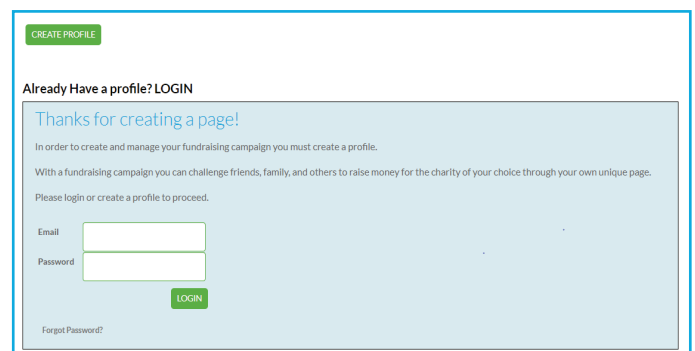 CREATE PROFILE
Already Have a profile? LOGIN
Thanks for creating a page!
In order to create and manage your fundraising campaign you must create a profile.
With a fundraising campaign you can challenge friends, family, and others to raise money for the charity of your choice through your own unique page.
Please login or create a profile to proceed.
Email
Password
LOGIN
Forgot Password?